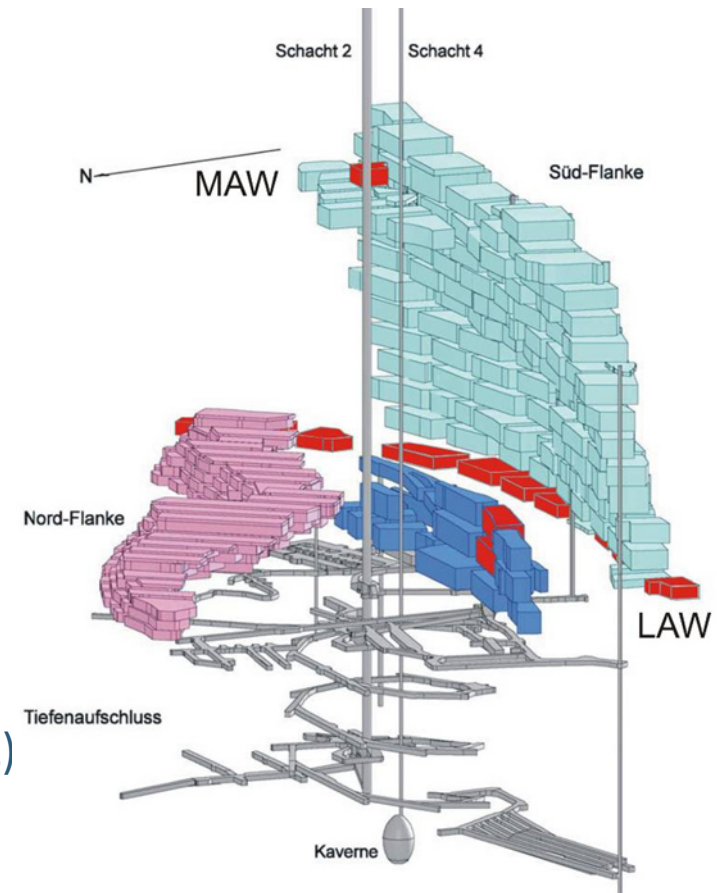 Schacht 2
Schacht 4
N
MAW
Süd-Flanke
Nord-Flanke
LAW
Tiefenaufschluss
)
Kaverne